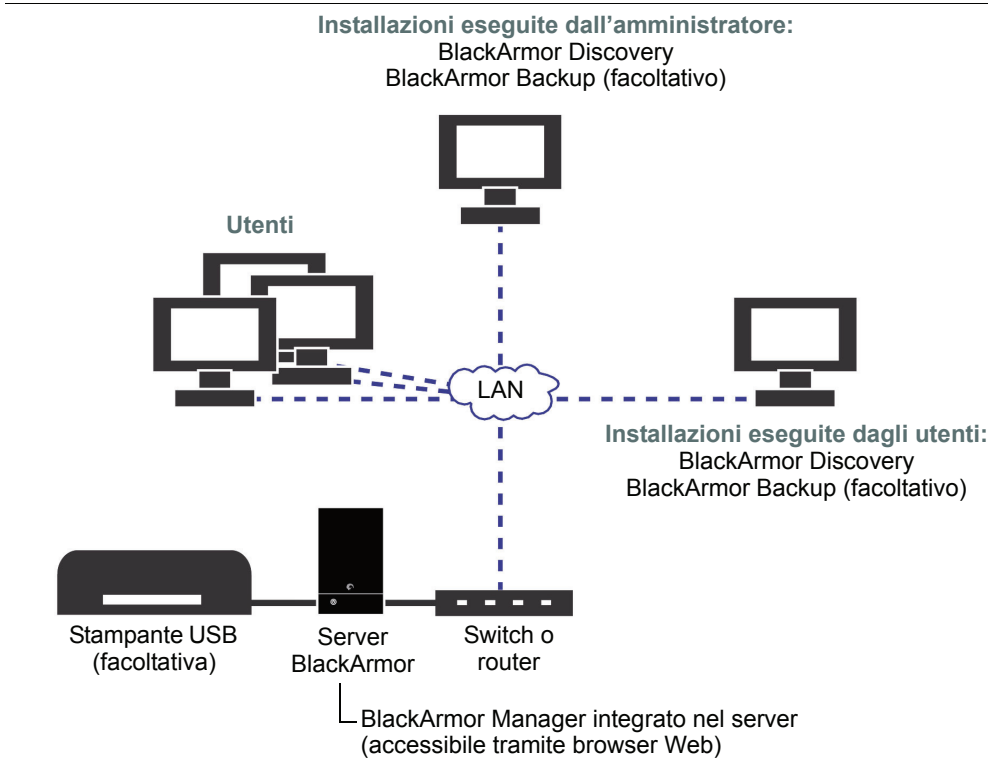 Installazioni eseguite dall’amministratore:
BlackArmor Discovery
BlackArmor Backup (facoltativo)
Utenti
LAN
Installazioni eseguite dagli utenti:
BlackArmor Discovery
BlackArmor Backup (facoltativo)
Stampante USB
(facoltativa)
Server
BlackArmor
Switch o
router
BlackArmor Manager integrato nel server
(accessibile tramite browser Web)